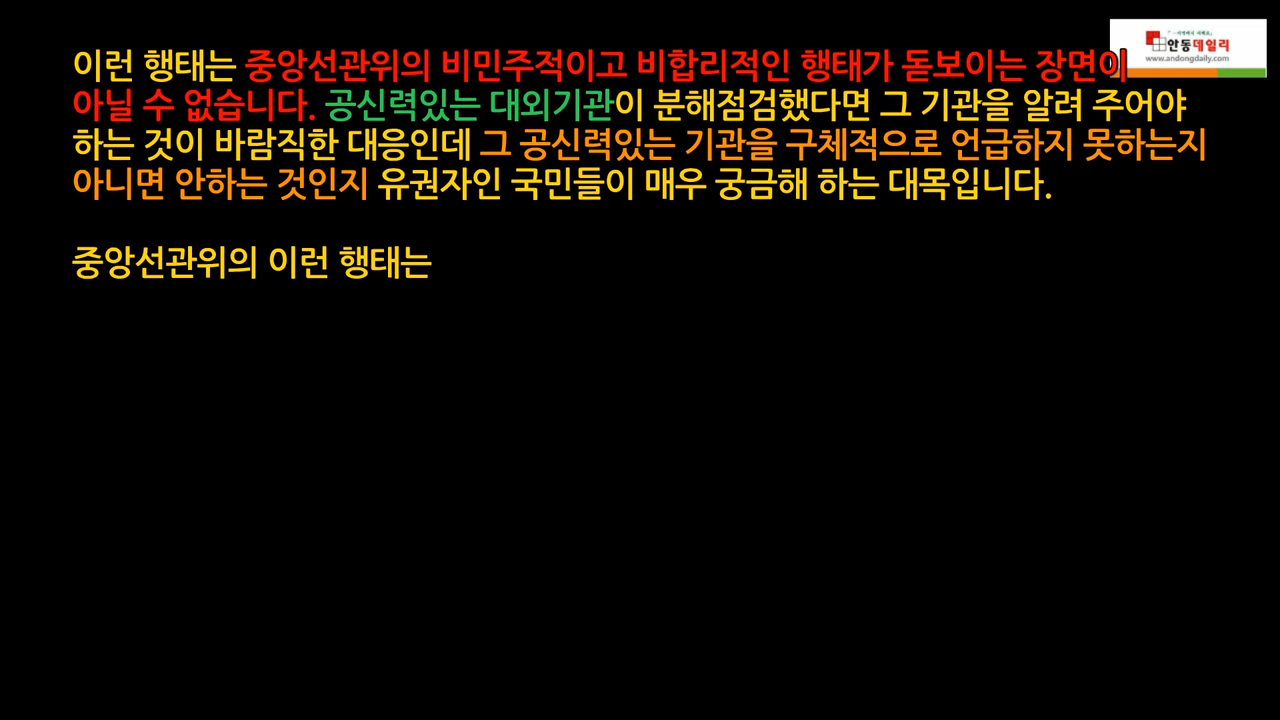 이런 행태는 중앙선관위의 비민주적이고 비합리적인 행태가 돋보이는 장면이
아닐 수 없습니다. 공신력있는 대외기관이 분해점검했다면 그 기관을 알려 주어야
하는 것이 바람직한 대응인데 그 공신력있는 기관을 구체적으로 언급하지 못하는지
아니면 안하는 것인지 유권자인 국민들이 매우 궁금해 하는 대목입니다.
중앙선관위의 이런 행태는
안동데일리
www.andongdaily.com